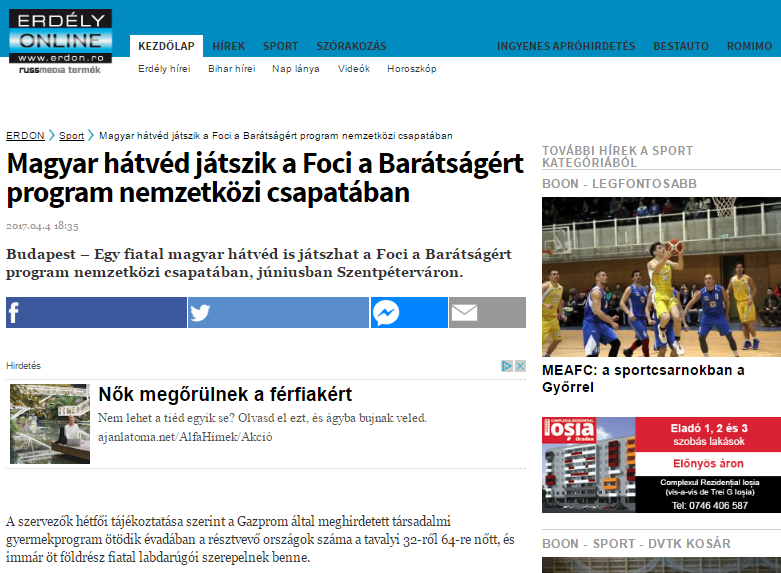 ERDÉLY
ONLINE
www.erdon.ro
russmedia termék
KEZDŐLAP HÍREK SPORT SZÓRAKOZÁS INGYENES APRÓHIRDETÉS BESTAUTO ROMIMO
Erdély hírei Bihar hírei Nap lánya Videók Horoszkóp
ERDON Sport Magyar hátvéd játszik a Foci a Barátságért program nemzetközi csapatában
Magyar hátvéd játszik a Foci a Barátságért
program nemzetközi csapatában
2017.04.4 18:35
Budapest – Egy fiatal magyar hátvéd is játszhat a Foci a Barátságért
program nemzetközi csapatában, júniusban Szentpéterváron.
Hirdetés
Nők megőrülnek a férfiakért
Nem lehet a tiéd egyik se? Olvasd el ezt, és ágyba bujnak veled.
ajanlatoma.net/AlfaHímek/Akció
A szervezők hétfői tájékoztatása szerint a Gazprom által meghirdetett társadalmi
gyermekprogram ötödik évadában a résztvevő országok száma a tavalyi 32-ről 64-re nőtt, és
immár öt földrész fiatal labdarúgói szerepelnek benne.
TOVÁBBI HÍREK A SPORT
KATEGÓRIÁBÓL
BOON - LEGFONTOSABB
MEAFC: a sportcsarnokban a
Győrrel
COMPLEXUL REZIDENTIAL
Iosia
Oradea
Eladó 1, 2 és 3
szobás lakások
Előnyös áron
Complexul Rezidential Ioșia
(vis-a-vis de Trei G Ioșia)
Tel: 0746 406 587
BOON - SPORT - DVTK KOSÁR